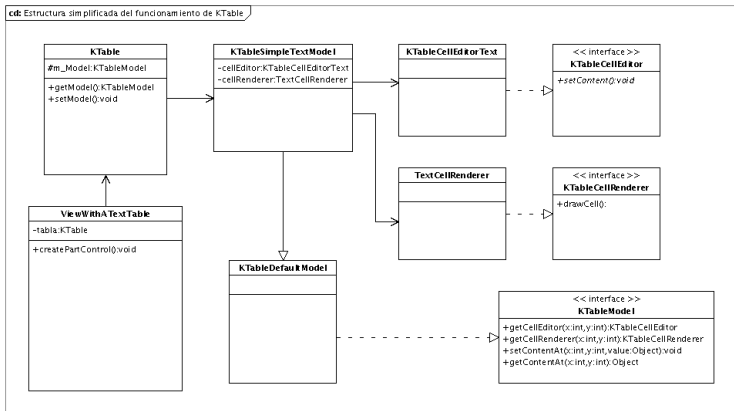 cd: Estructura simplificada del funcionamiento de KTable
KTable
#m_Model:KTableModel
+getModel():KTableModel
+setModel():void
KTableSimpleTextModel
-cellEditor:KTableCellEditorText
-cellRenderer:TextCellRenderer
KTableCellEditorText
<< interface >>
KTableCellEditor
+setContent():void
TextCellRenderer
<< interface >>
KTableCellRenderer
+drawCell():
ViewWithATextTable
-tabla:KTable
+createPartControl():void
KTableDefaultModel
<< interface >>
KTableModel
+getCellEditor(x:int,y:int):KTableCellEditor
+getCellRenderer(x:int,y:int):KTableCellRenderer
+setContentAt(x:int,y:int,value:Object):void
+getContentAt(x:int,y:int):Object